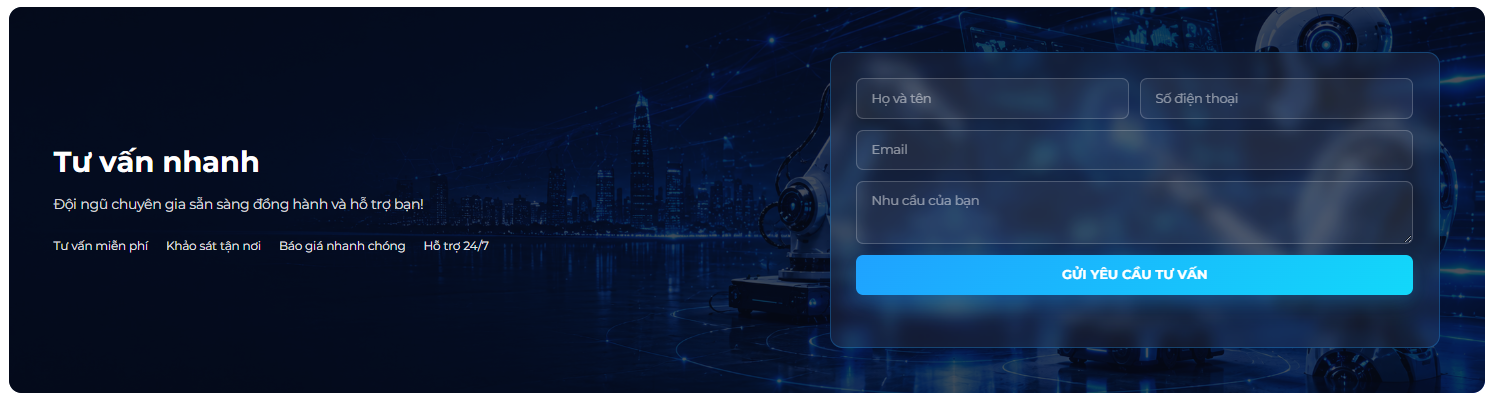 Tư vấn nhanh
Đội ngũ chuyên gia sẵn sàng đồng hành và hỗ trợ bạn!
Tư vấn miễn phí Khảo sát tận nơi Báo giá nhanh chóng Hỗ trợ 24/7
Họ và tên Số điện thoại
Email
Nhu cầu của bạn
GỬI YÊU CẦU TƯ VẤN